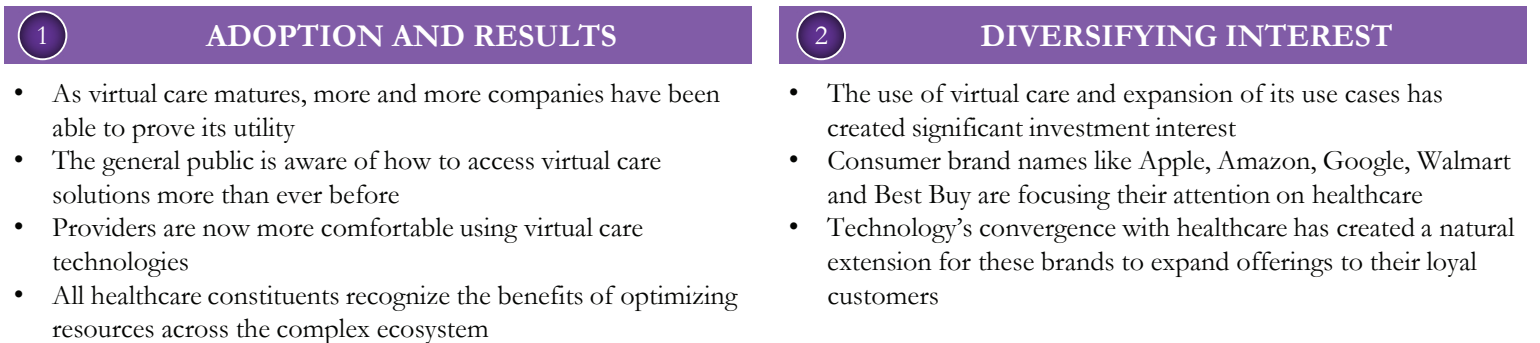 1 ADOPTION AND RESULTS
• As virtual care matures, more and more companies have been
able to prove its utility
• The general public is aware of how to access virtual care
solutions more than ever before
• Providers are now more comfortable using virtual care
technologies
• All healthcare constituents recognize the benefits of optimizing
resources across the complex ecosystem
2 DIVERSIFYING INTEREST
• The use of virtual care and expansion of its use cases has
created significant investment interest
• Consumer brand names like Apple, Amazon, Google, Walmart
and Best Buy are focusing their attention on healthcare
• Technology’s convergence with healthcare has created a natural
extension for these brands to expand offerings to their loyal
customers